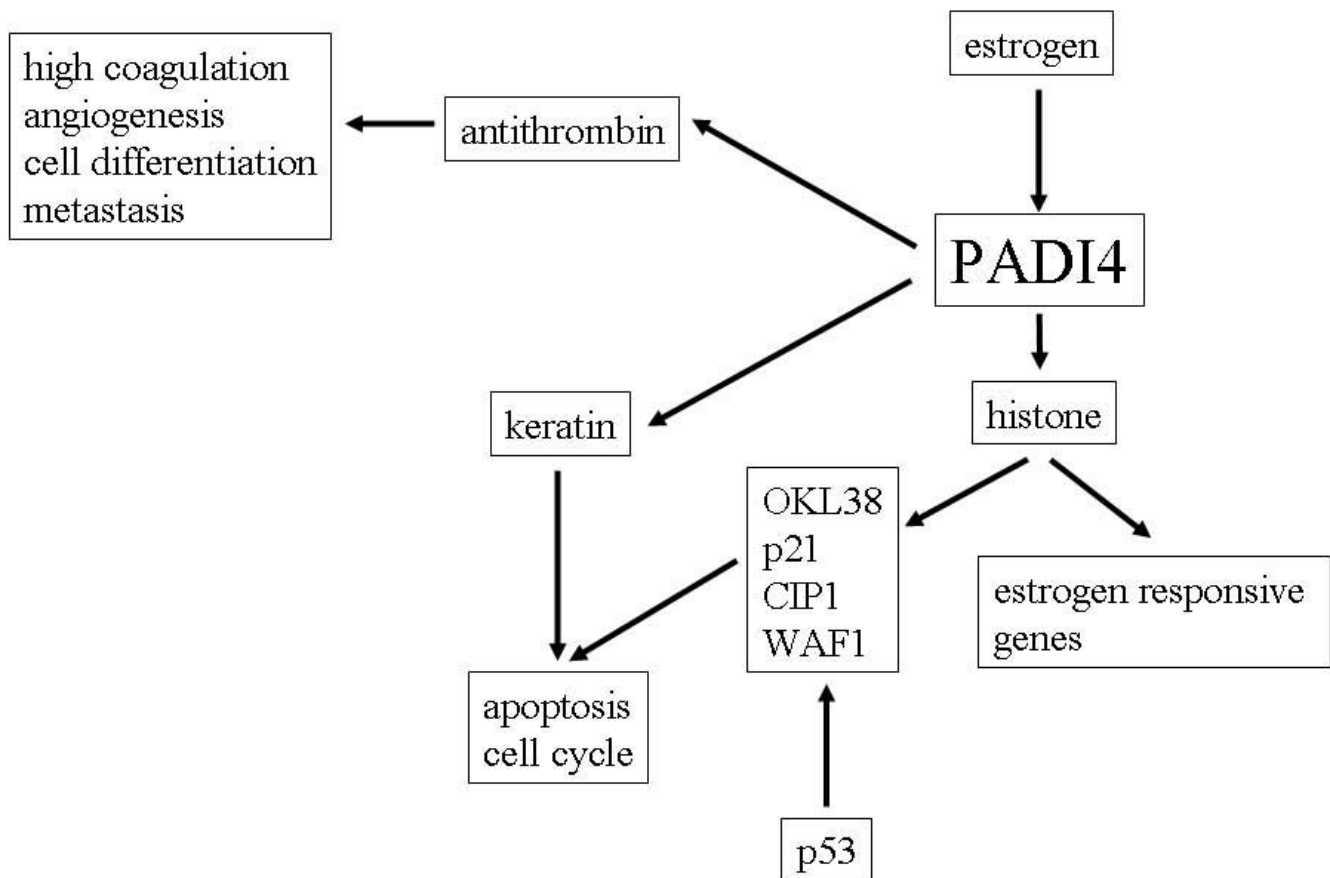 high coagulation
angiogenesis
cell differentiation
metastasis
antithrombin
estrogen
PADI4
keratin
histone
OKL38
p21
CIP1
WAF1
estrogen responsive
genes
apoptosis
cell cycle
p53